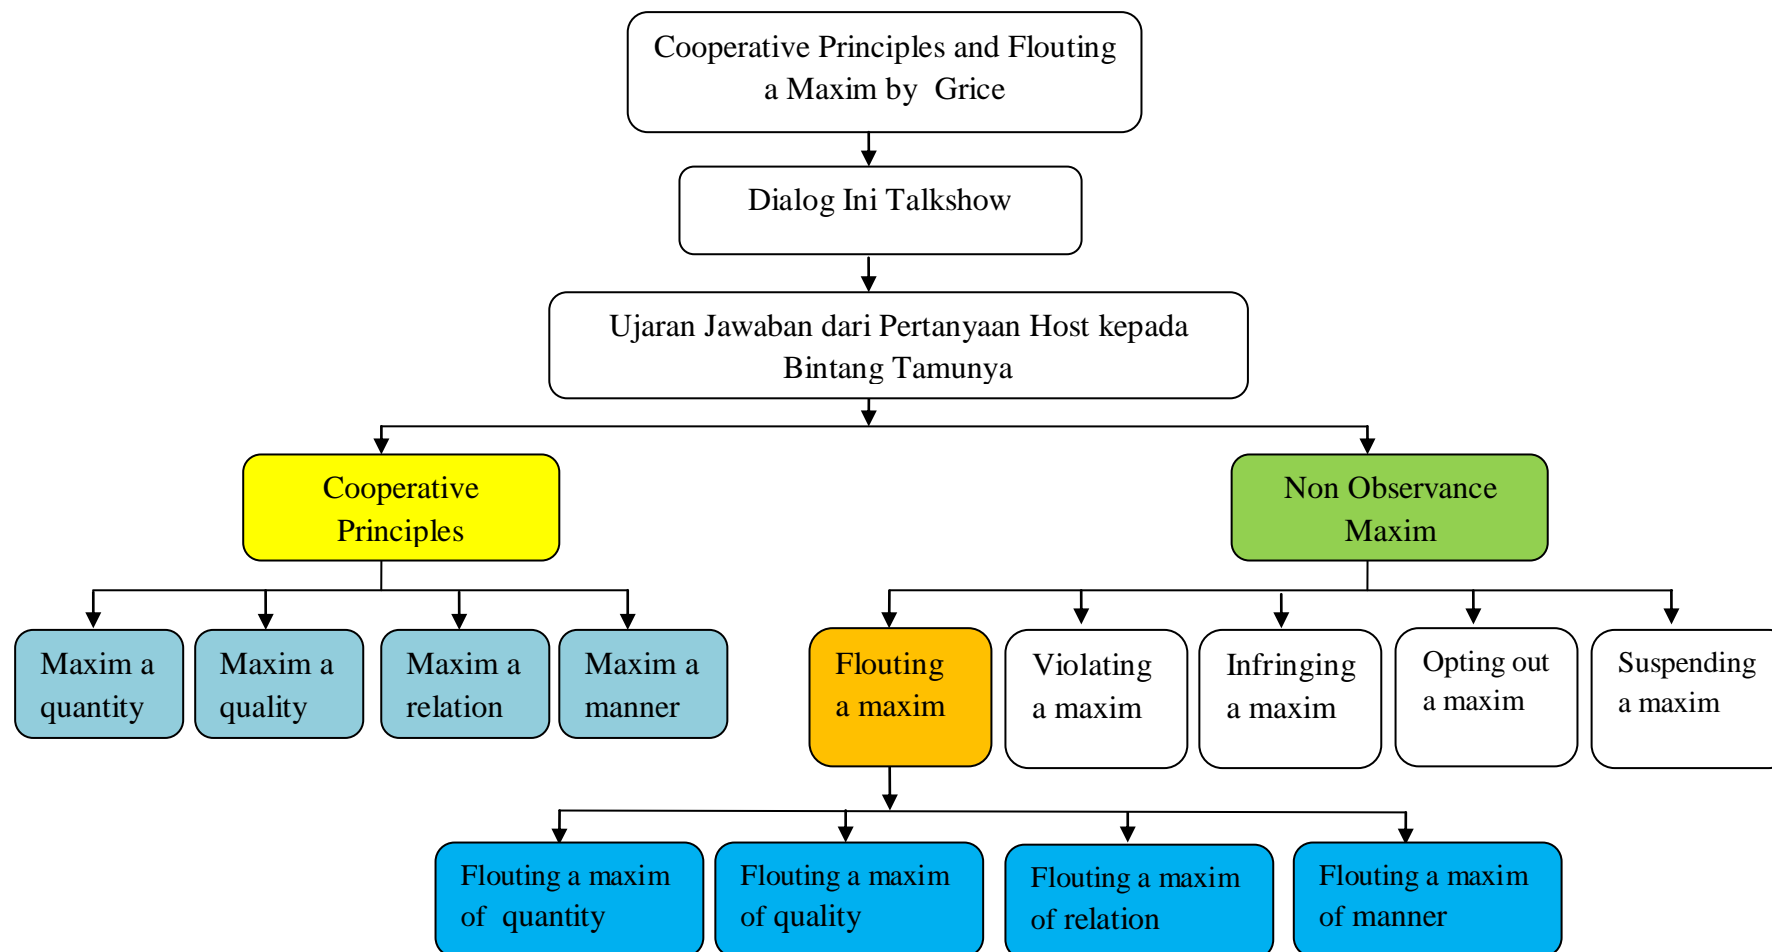 Cooperative Principles and Flouting
a Maxim by Grice
Dialog Ini Talkshow
Ujaran Jawaban dari Pertanyaan Host kepada
Bintang Tamunya
Cooperative
Principles
Non Observance
Maxim
Maxim a
quantity
Maxim a
quality
Maxim a
relation
Maxim a
manner
Flouting
a maxim
Violating
a maxim
Infringing
a maxim
Opting out
a maxim
Suspending
a maxim
Flouting a maxim
of quantity
Flouting a maxim
of quality
Flouting a maxim
of relation
Flouting a maxim
of manner